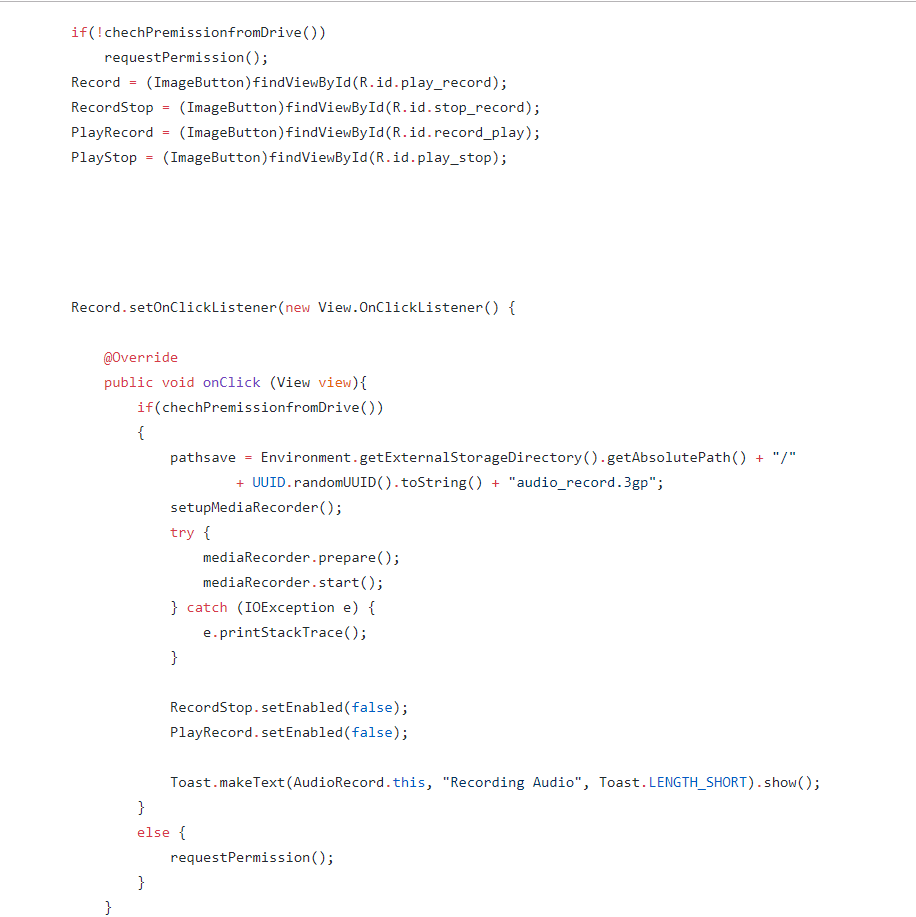 if(!chechPremissionfromDrive())
requestPermission();
Record = (ImageButton)findViewById(R.id.play_record);
RecordStop = (ImageButton)findViewById(R.id.stop_record);
PlayRecord = (ImageButton)findViewById(R.id.record_play);
PlayStop = (ImageButton)findViewById(R.id.play_stop);
Record.setOnClickListener(new View.OnClickListener() {
@Override
public void onClick (View view){
if(chechPremissionfromDrive())
{
pathsave = Environment.getExternalStorageDirectory().getAbsolutePath() + "/"
+ UUID.randomUUID().toString() + "audio_record.3gp";
setupMediaRecorder();
try {
mediaRecorder.prepare();
mediaRecorder.start();
} catch (IOException e) {
e.printStackTrace();
}
RecordStop.setEnabled(false);
PlayRecord.setEnabled(false);
Toast.makeText(AudioRecord.this, "Recording Audio", Toast.LENGTH_SHORT).show();
}
else {
requestPermission();
}
}